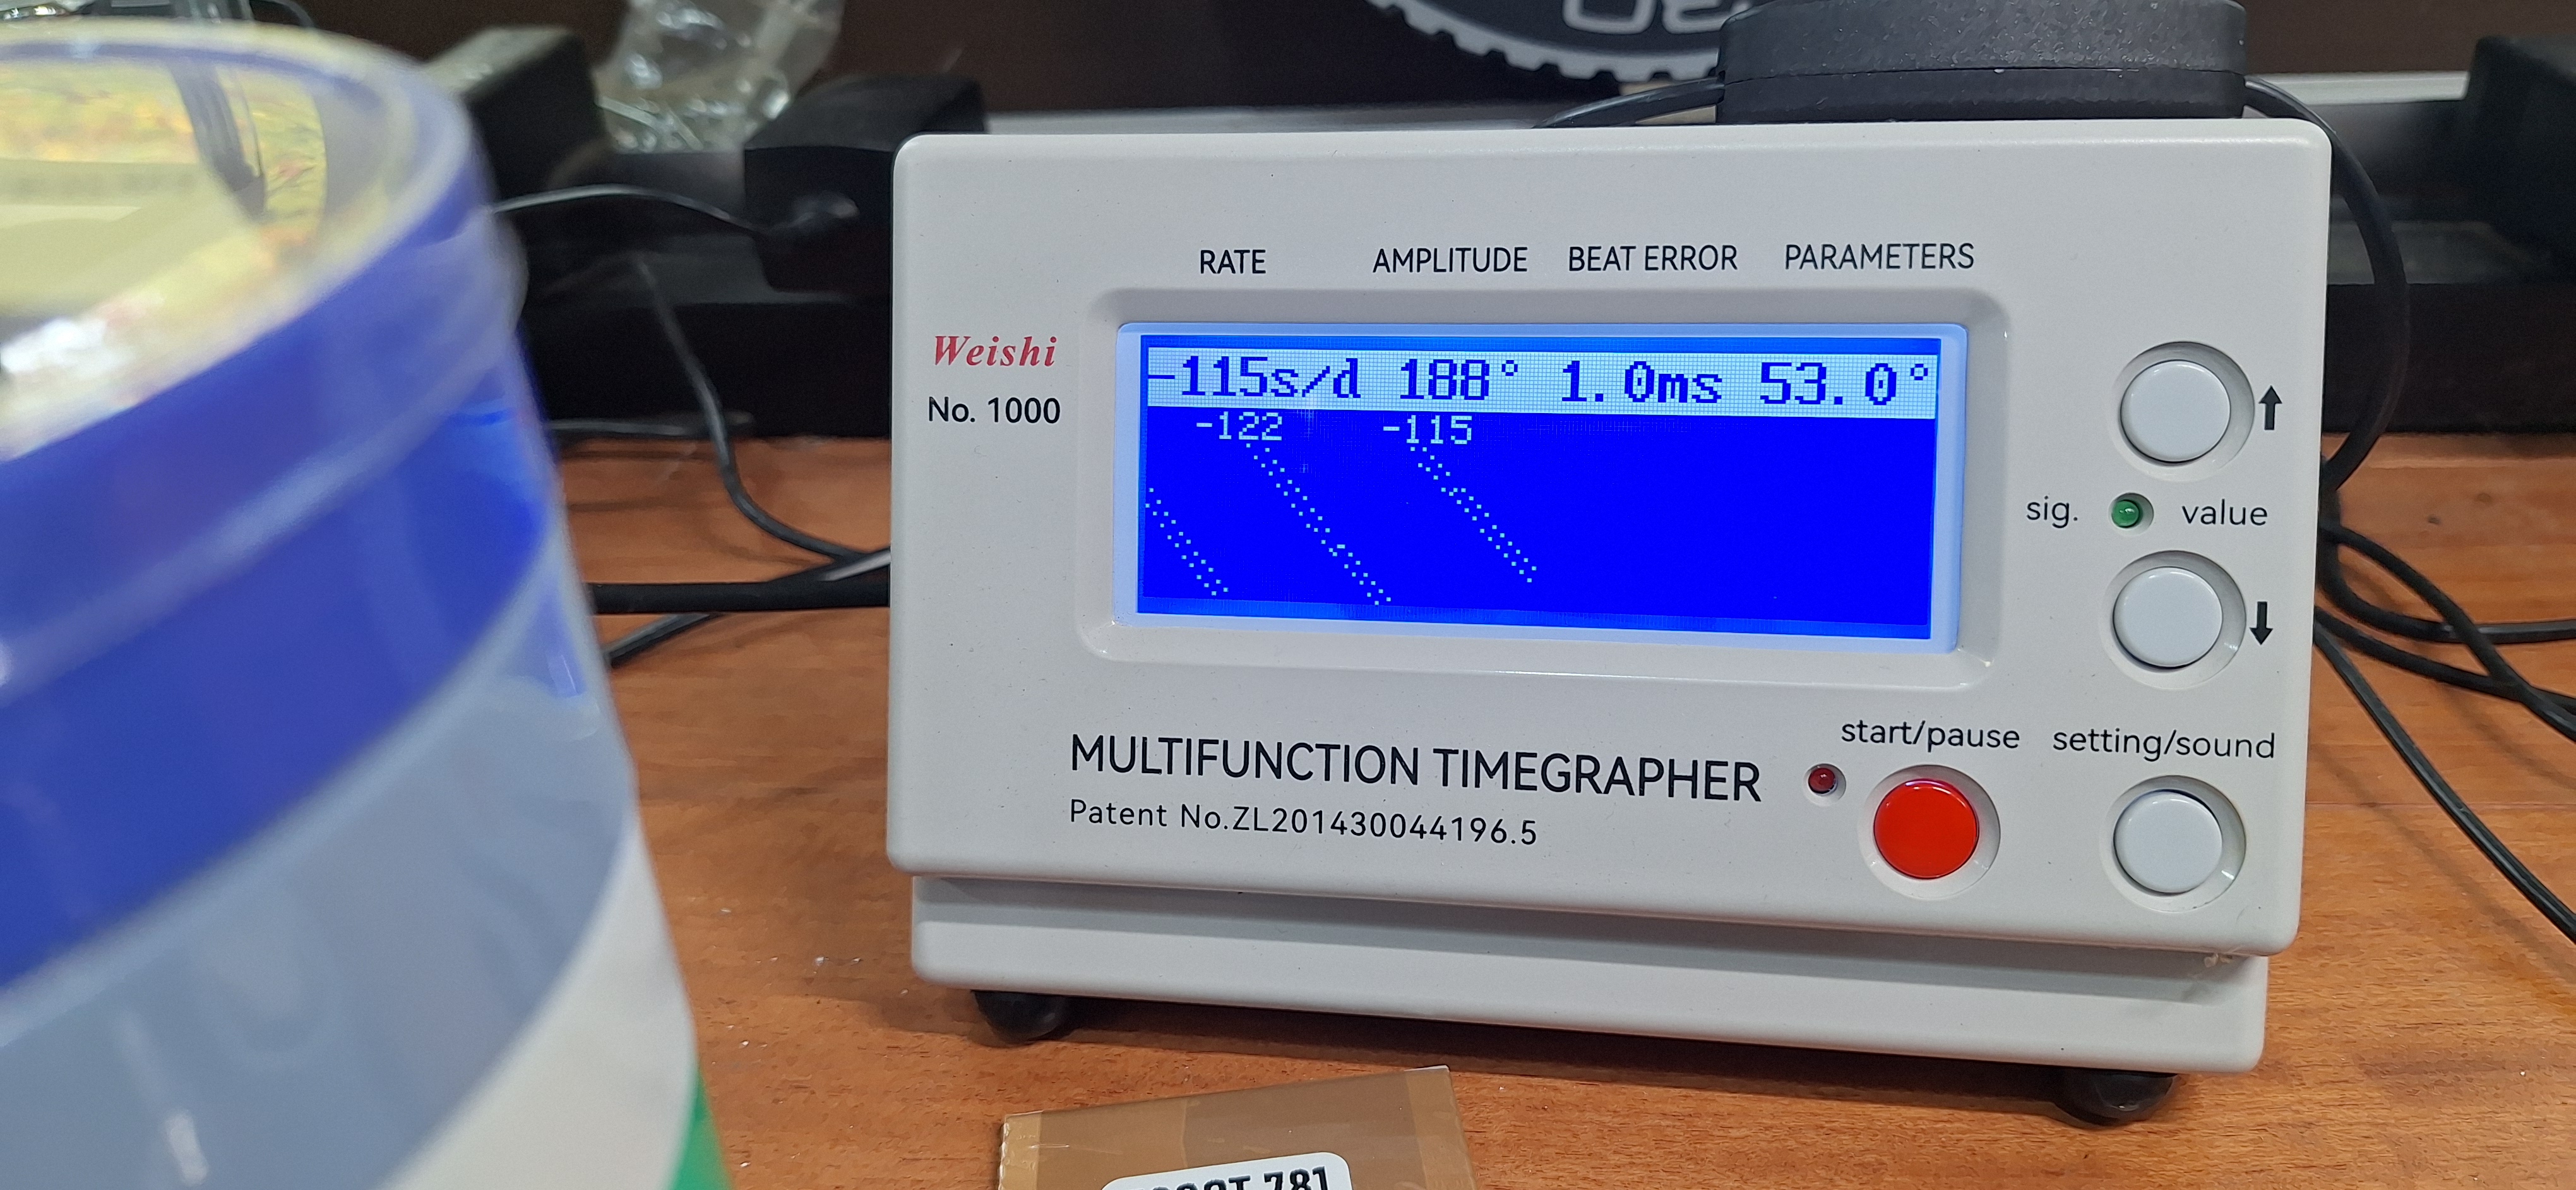 RATE AMPLITUDE BEAT ERROR PARAMETERS
Weishi
No. 1000
-115s/d 188° 1.0ms 53.0°
-122 -115
sig. value
start/pause setting/sound
MULTIFUNCTION TIMEGRAPHER
Patent No.ZL201430044196.5
781